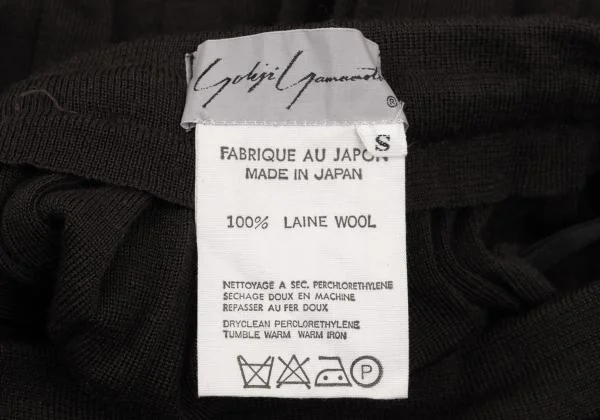 Yohji Yamamoto
®
S
FABRIQUE AU JAPON
MADE IN JAPAN
100% LAINE WOOL
NETTOYAGE A SEC. PERCHLORETHYLENE
SECHAGE DOUX EN MACHINE
REPASSER AU FER DOUX
DRYCLEAN PERCLORETHYLENE
TUMBLE WARM WARM IRON
P